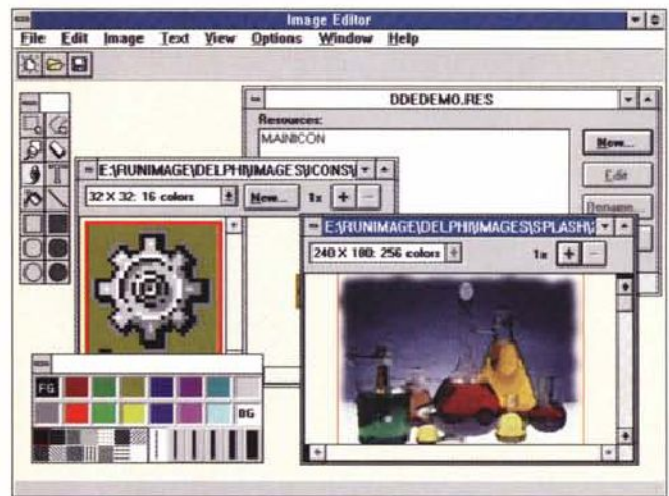 Image Editor
File Edit Image Text View Options Window Help
DDEDEMO.RES
Resources:
MAINICON
New...
Edit
Rename...
E:\RUNIMAGE\DELPHI\IMAGES\ICONS\
32 X 32: 16 colors New... 1x + -
E:\RUNIMAGE\DELPHI\IMAGES\SPLASH\
240 X 180: 256 colors 1x + -
T
FG
BG